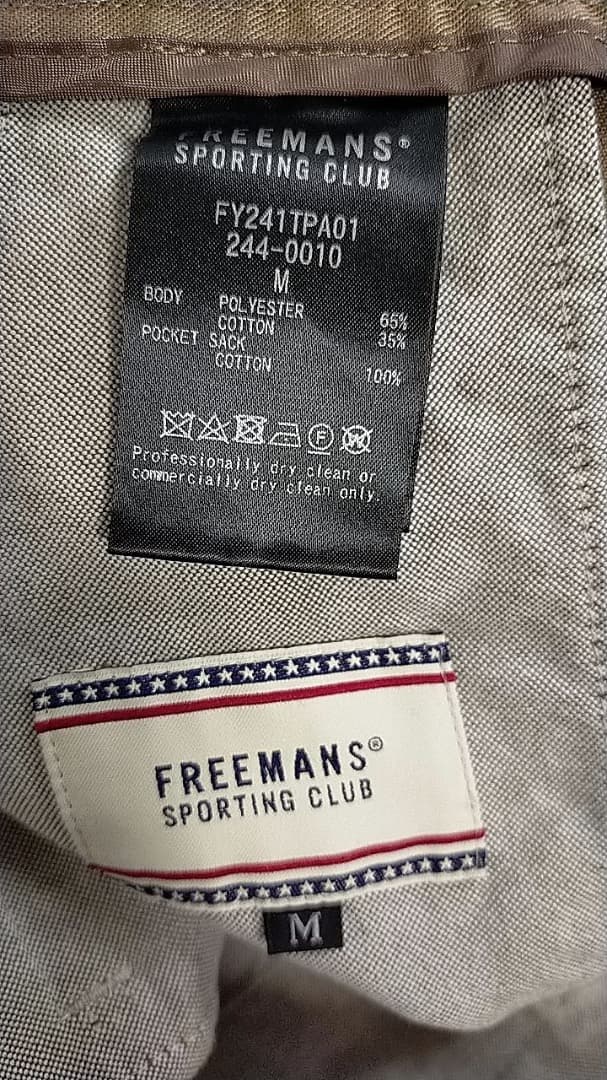 FREEMANS®
SPORTING CLUB
FY241TPA01
244-0010
M
BODY POLYESTER 65%
COTTON 35%
POCKET SACK
COTTON 100%
F W
Professionally dry clean or
commercially dry clean only.
FREEMANS®
SPORTING CLUB
M